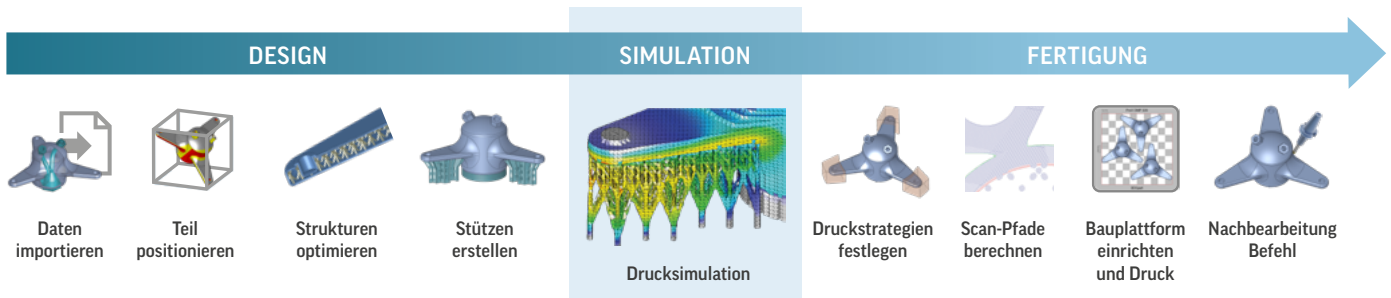 DESIGN
SIMULATION
FERTIGUNG
Daten
importieren
Teil
positionieren
Strukturen
optimieren
Stützen
erstellen
Drucksimulation
Druckstrategien
festlegen
Scan-Pfade
berechnen
Bauplattform
einrichten
und Druck
Nachbearbeitung
Befehl